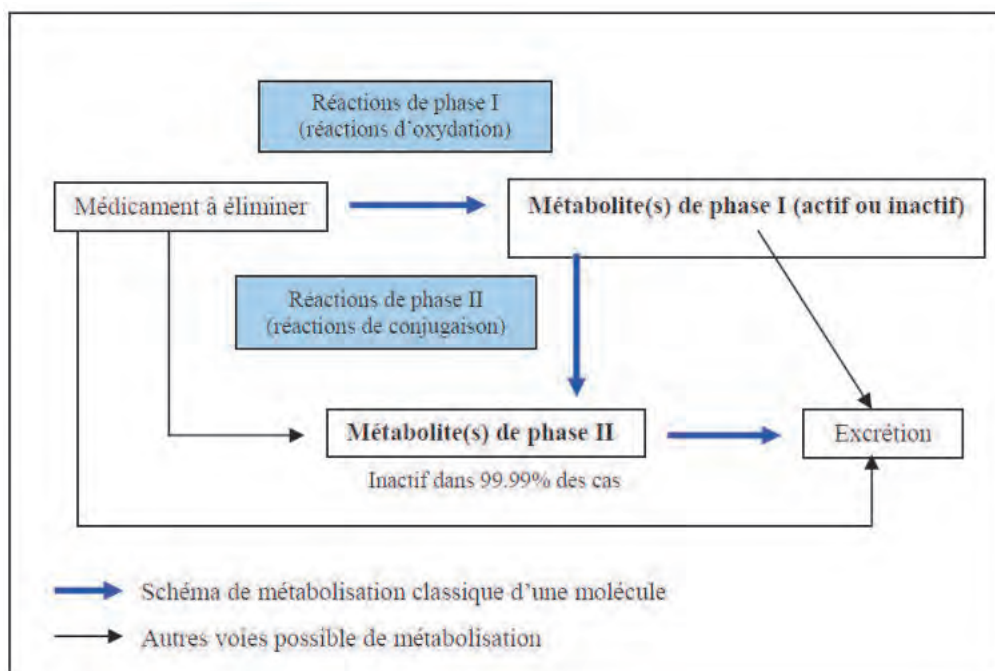 Réactions de phase I
(réactions d'oxydation)
Médicament à éliminer
Métabolite(s) de phase I (actif ou inactif)
Réactions de phase II
(réactions de conjugaison)
Métabolite(s) de phase II
Excrétion
Inactif dans 99.99% des cas
Schéma de métabolisation classique d'une molécule
Autres voies possible de métabolisation